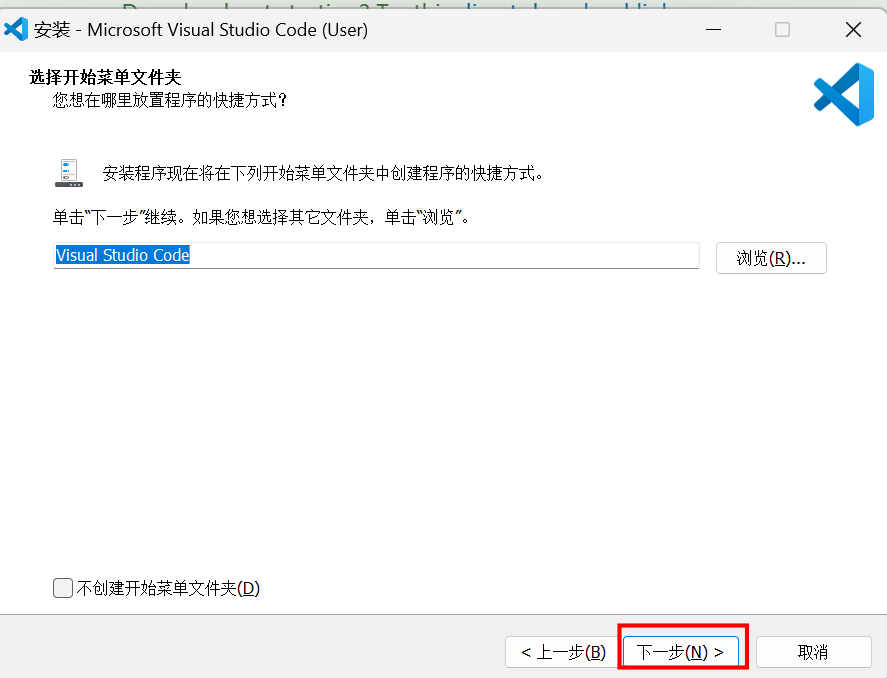 安装 - Microsoft Visual Studio Code (User)
选择开始菜单文件夹
您想在哪里放置程序的快捷方式?
安装程序现在将在下列开始菜单文件夹中创建程序的快捷方式。
单击“下一步”继续。如果您想选择其它文件夹，单击“浏览”。
Visual Studio Code
浏览(R)...
不创建开始菜单文件夹(D)
< 上一步(B)
下一步(N) >
取消